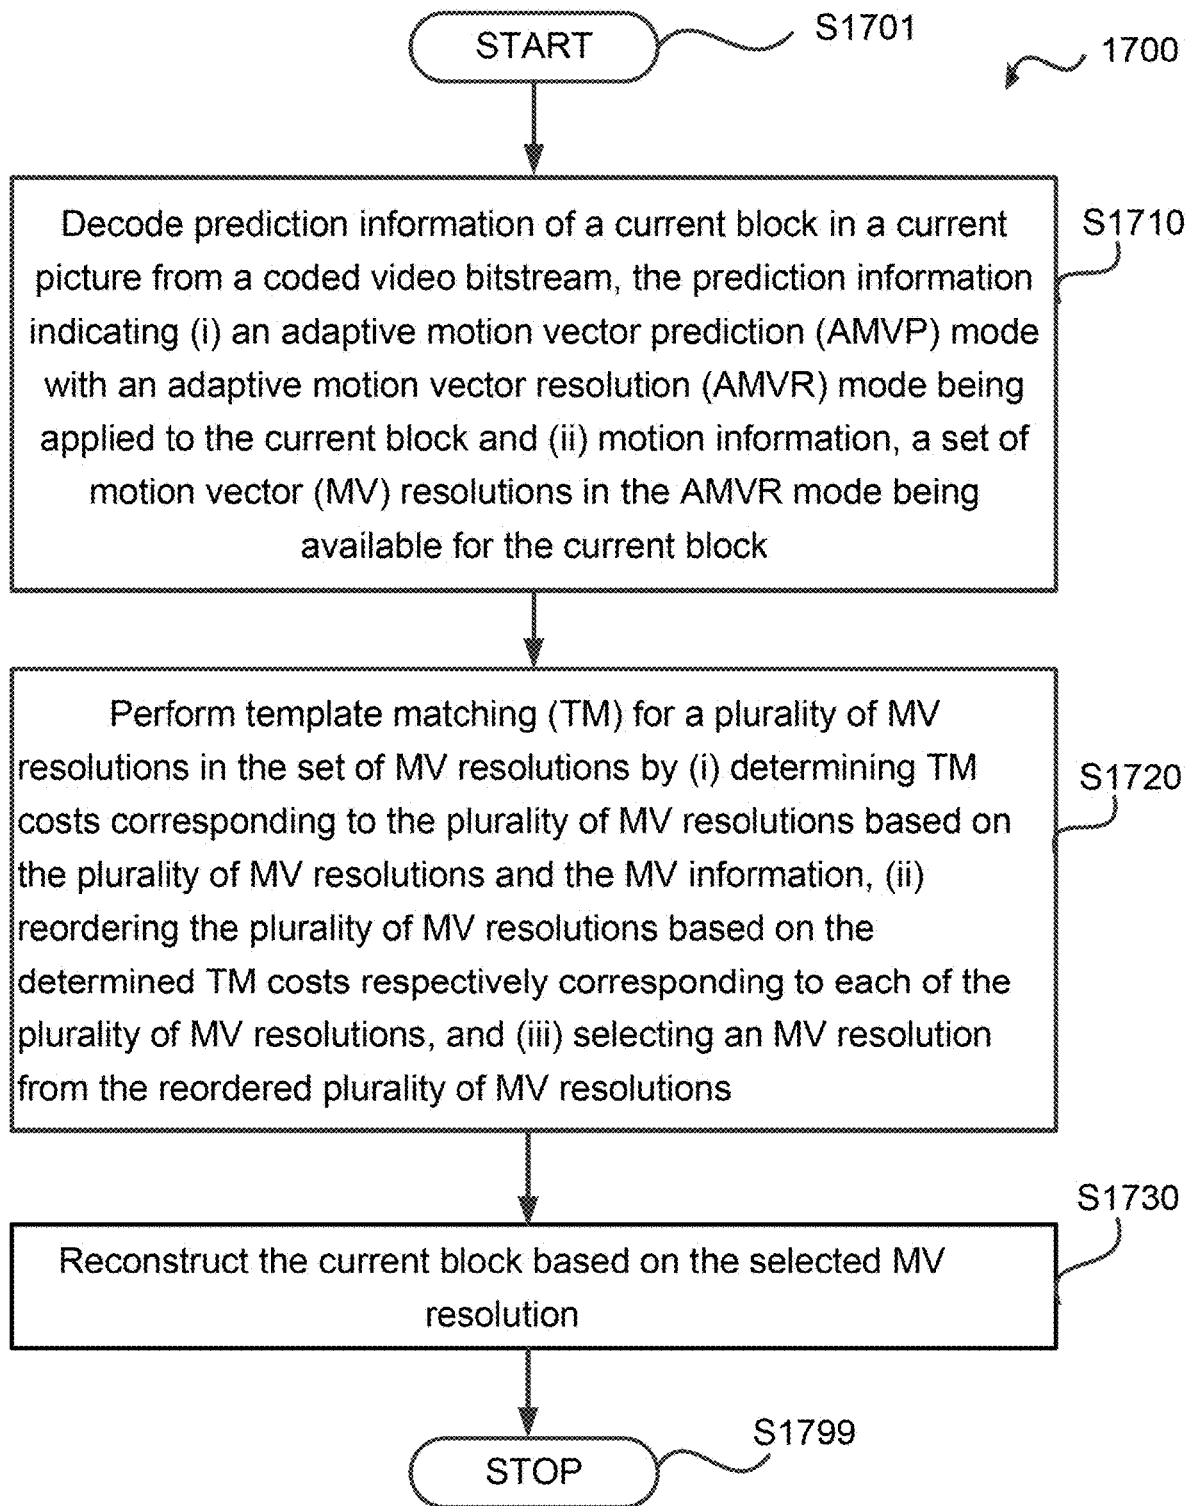 START
S1701
1700
Decode prediction information of a current block in a current
picture from a coded video bitstream, the prediction information
indicating (i) an adaptive motion vector prediction (AMVP) mode
with an adaptive motion vector resolution (AMVR) mode being
applied to the current block and (ii) motion information, a set of
motion vector (MV) resolutions in the AMVR mode being
available for the current block
S1710
Perform template matching (TM) for a plurality of MV
resolutions in the set of MV resolutions by (i) determining TM
costs corresponding to the plurality of MV resolutions based on
the plurality of MV resolutions and the MV information, (ii)
reordering the plurality of MV resolutions based on the
determined TM costs respectively corresponding to each of the
plurality of MV resolutions, and (iii) selecting an MV resolution
from the reordered plurality of MV resolutions
S1720
Reconstruct the current block based on the selected MV
resolution
S1730
STOP
S1799